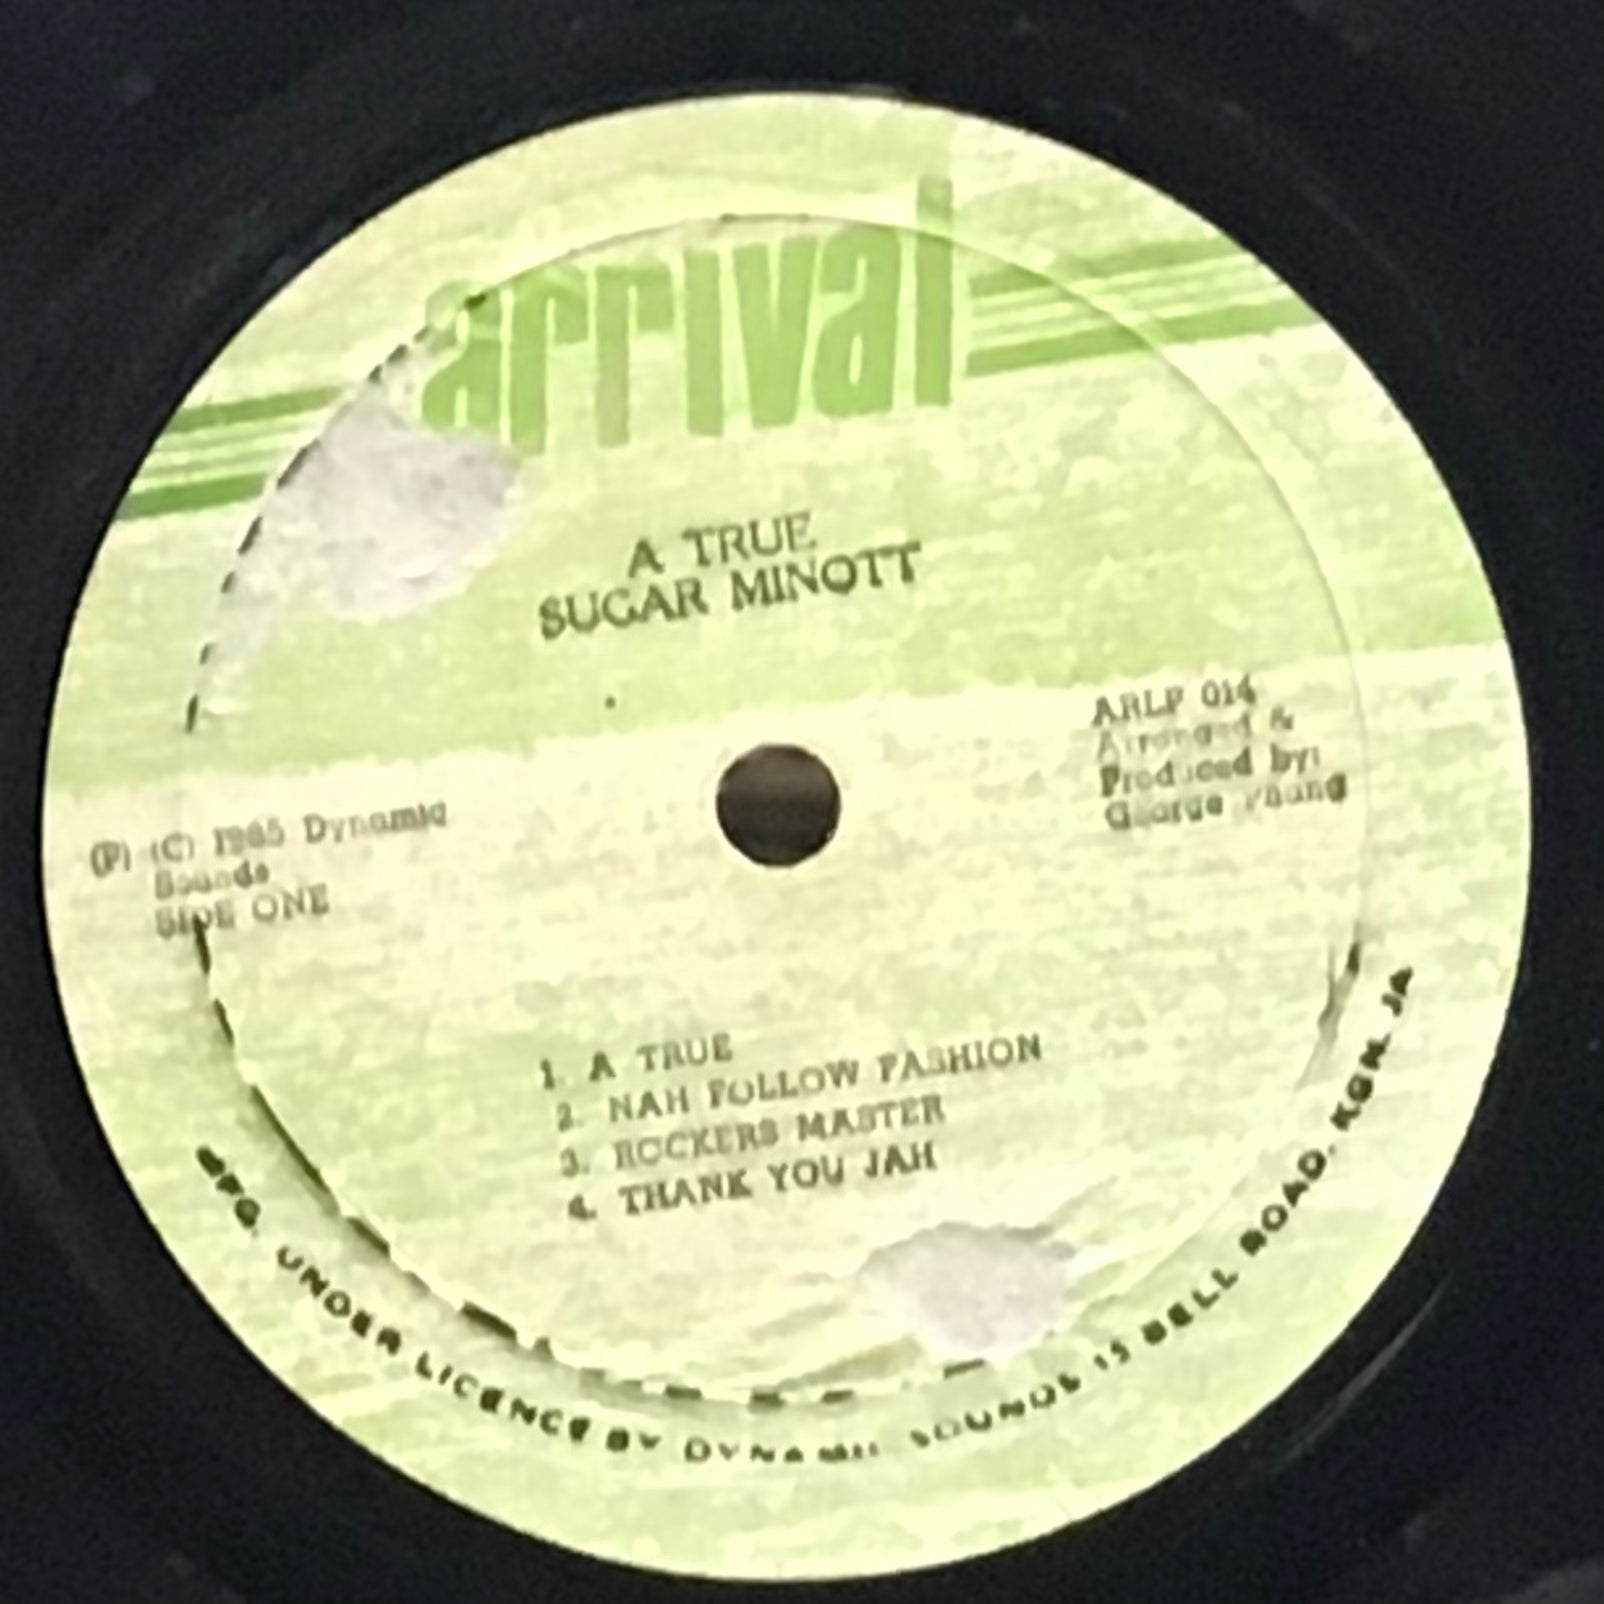 arrival
A TRUE
SUGAR MINOTT
ARLP 014
Arranged &
Produced by:
George
(P) (C) 1985 Dynamic
Sounds
SIDE ONE
1. A TRUE
2. NAH FOLLOW FASHION
3. ROCKERS MASTER
4. THANK YOU JAH
MFG. UNDER LICENCE BY DYNAMIC SOUNDS 15 BELL ROAD, KGN. JA